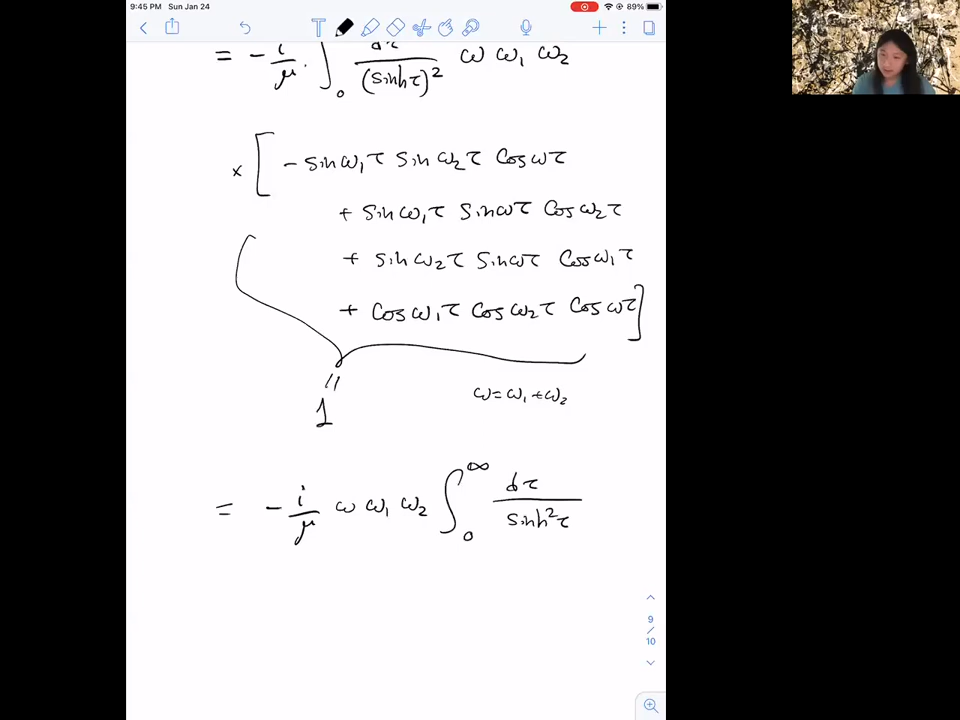 9:45 PM Sun Jan 24 89%
= - i/μ · ∫₀ dτ/(sinhτ)² ω ω₁ ω₂
× [ - sin ω₁τ sin ω₂τ cos ωτ
+ sin ω₁τ sin ωτ cos ω₂τ
+ sin ω₂τ sin ωτ cos ω₁τ
+ cos ω₁τ cos ω₂τ cos ωτ ]
"
1
ω = ω₁ + ω₂
= - i/μ ω ω₁ ω₂ ∫₀^∞ dτ/sinh²τ
9
/
10